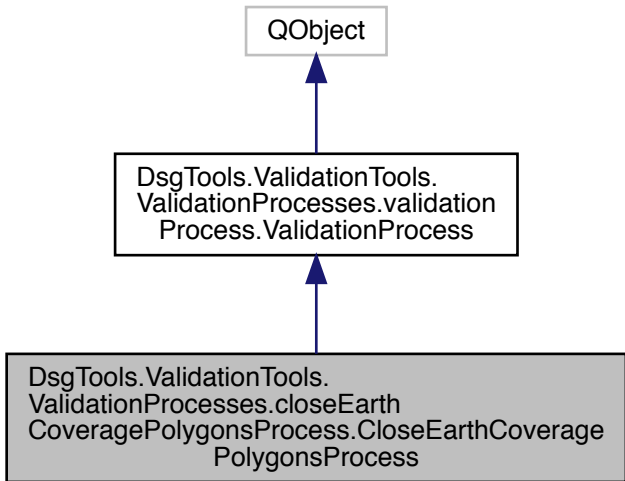 QObject
DsgTools.ValidationTools.
ValidationProcesses.validation
Process.ValidationProcess
DsgTools.ValidationTools.
ValidationProcesses.closeEarth
CoveragePolygonsProcess.CloseEarthCoverage
PolygonsProcess